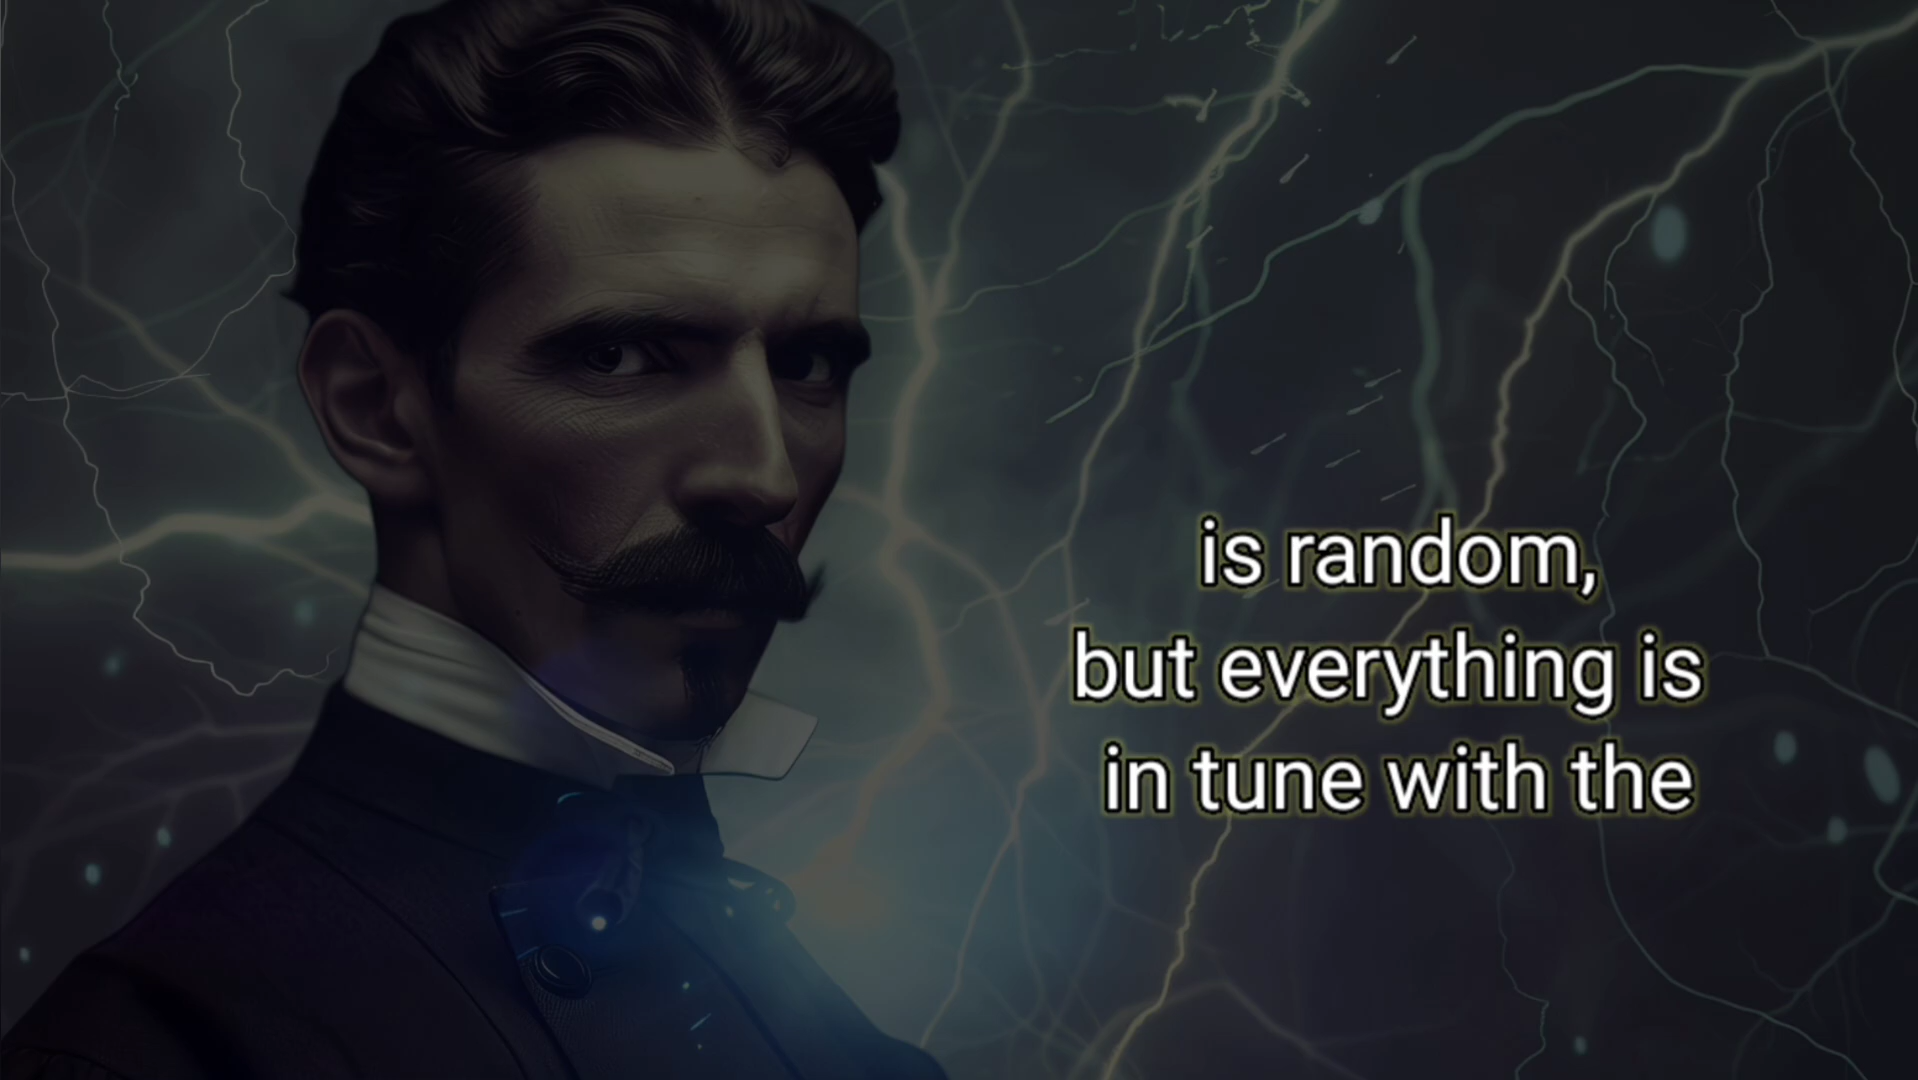 is random,
but everything is
in tune with the